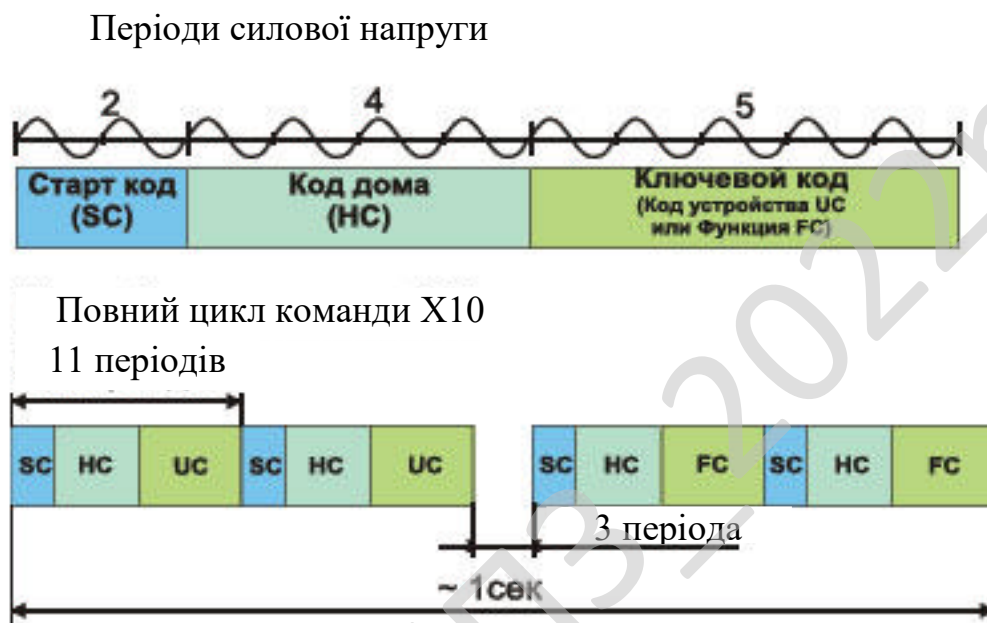 Періоди силової напруги
2 4 5
Старт код
(SC)
Код дома
(HC)
Ключевой код
(Код устройства UC
или Функция FC)
Повний цикл команди X10
11 періодів
SC HC UC SC HC UC SC HC FC SC HC FC
3 періода
~ 1сек